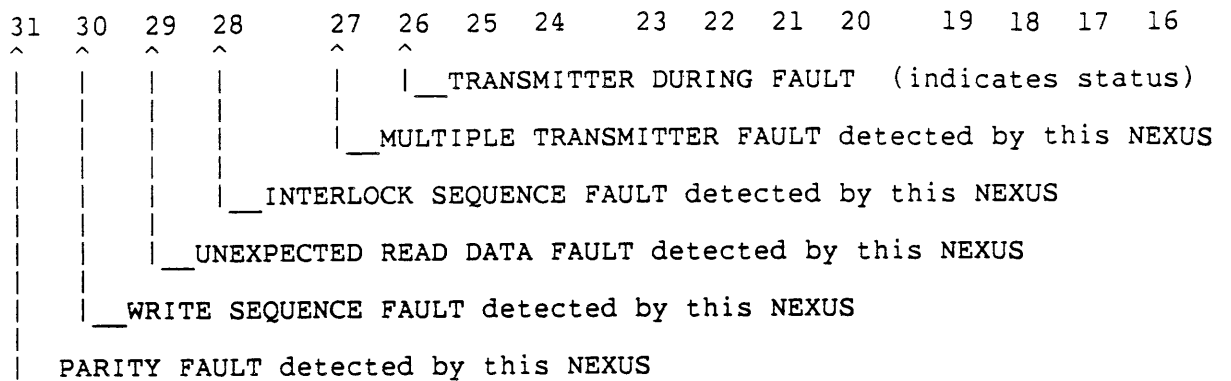 31 30 29 28 27 26 25 24 23 22 21 20 19 18 17 16
TRANSMITTER DURING FAULT (indicates status)
MULTIPLE TRANSMITTER FAULT detected by this NEXUS
INTERLOCK SEQUENCE FAULT detected by this NEXUS
UNEXPECTED READ DATA FAULT detected by this NEXUS
WRITE SEQUENCE FAULT detected by this NEXUS
PARITY FAULT detected by this NEXUS